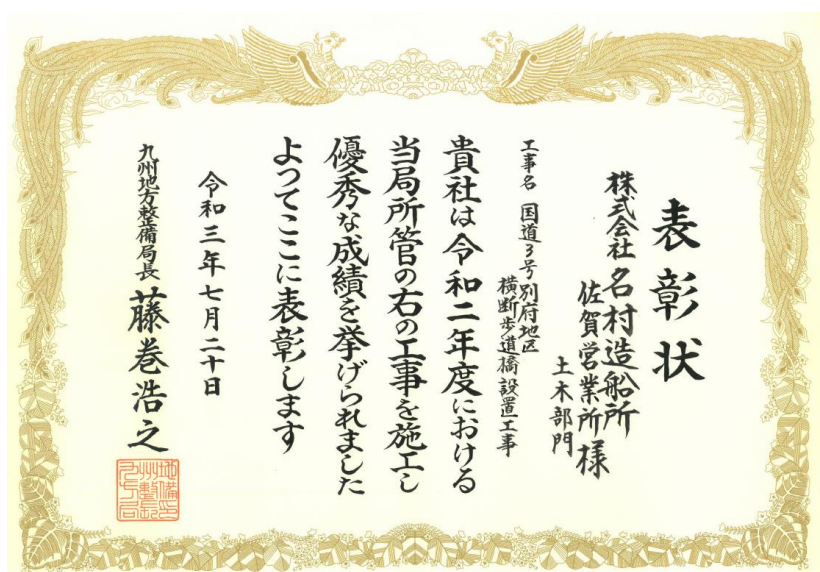 表彰状
株式会社 名村造船所
佐賀営業所様
土木部門
工事名 国道3号別府地区
横断歩道橋設置工事
貴社は令和二年度における
当局所管の右の工事を施工し
優秀な成績を挙げられました
よってここに表彰します
令和三年七月二十日
九州地方整備局長 藤巻浩之